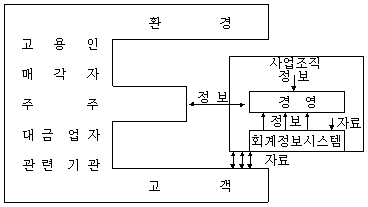 환 경
고 용 인
매 각 자
주 주
대 금 업 자
관 련 기 관
고 객
정 보
사업조직
정 보
경 영
정 보
자료
회계정보시스템
자료